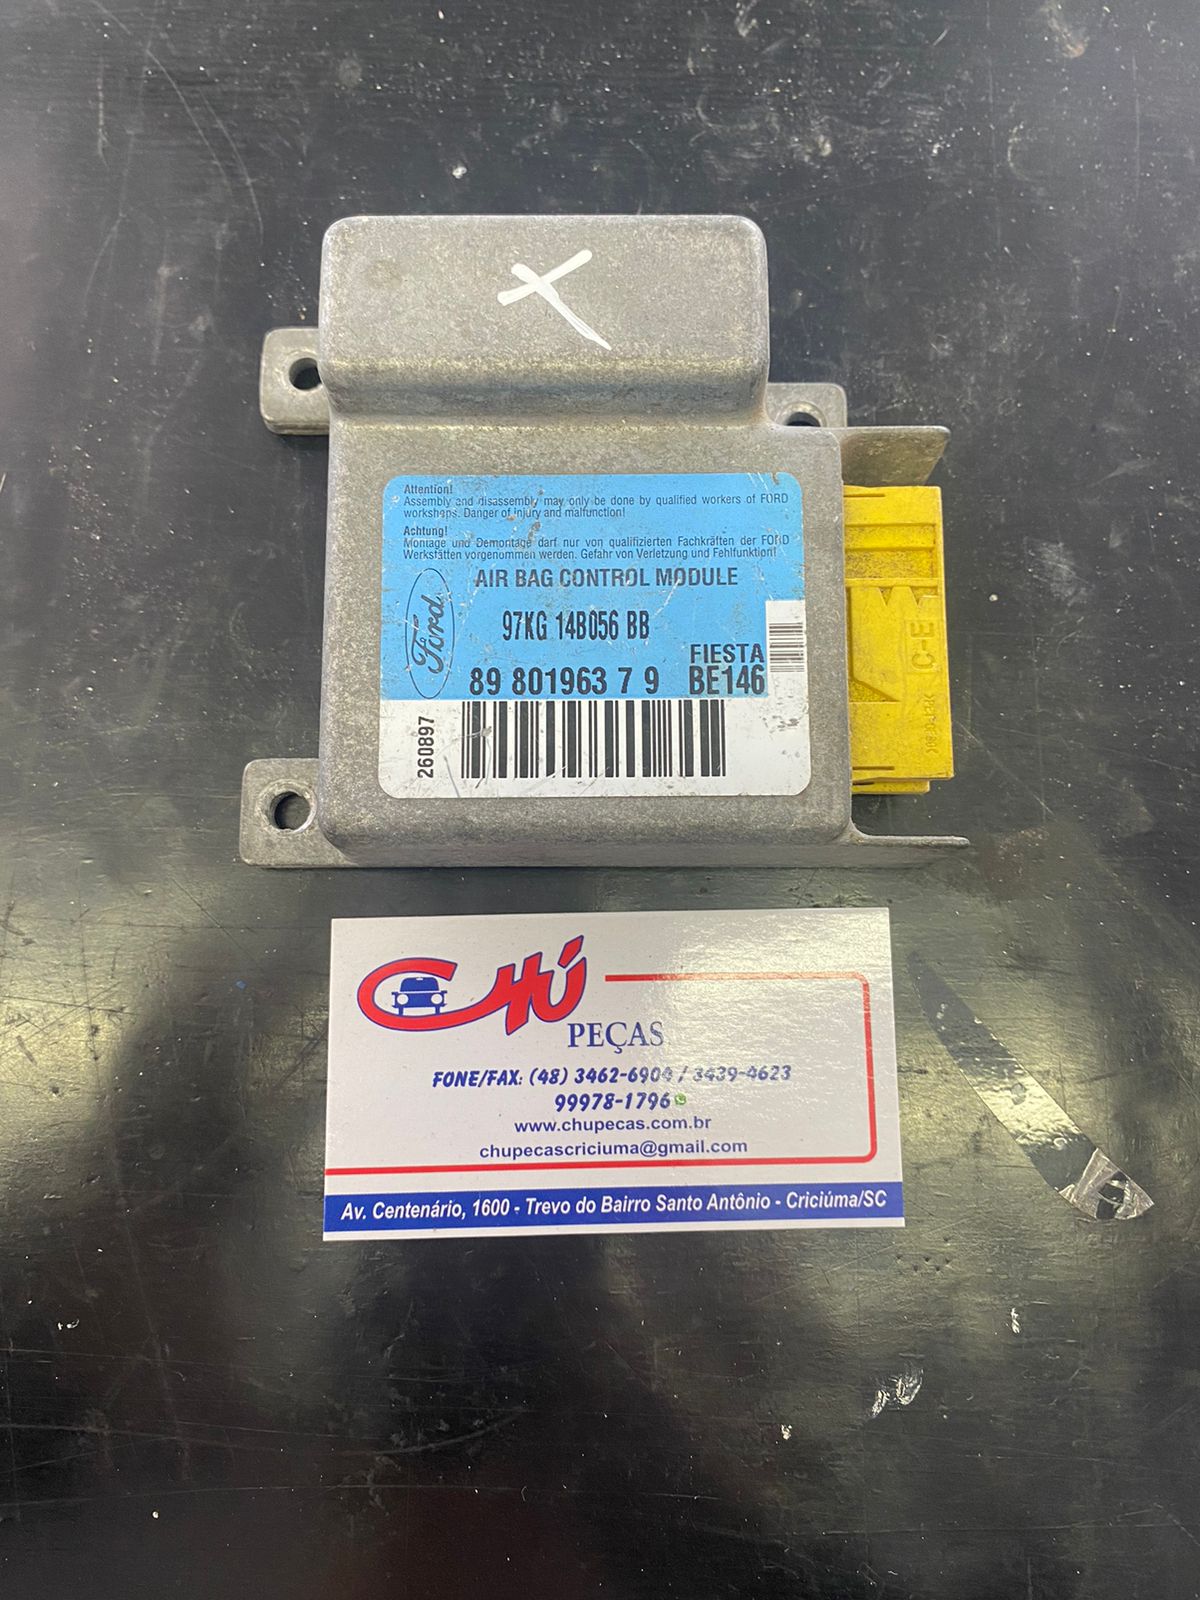 Attention!
Assembly and disassembly may only be done by qualified workers of FORD
workshops. Danger of injury and malfunction!
Achtung!
Montage und Demontage darf nur von qualifizierten Fachkräften der FORD
Werksfätten vorgenommen werden. Gefahr von Verletzung und Fehlfunktion!
AIR BAG CONTROL MODULE
Ford
97KG 14B056 BB
FIESTA
89 801963 7 9 BE146
260897
C-E
CHÚ
PEÇAS
FONE/FAX: (48) 3462-6904 / 3439-4623
99978-1796
www.chupecas.com.br
chupecascriciuma@gmail.com
Av. Centenário, 1600 - Trevo do Bairro Santo Antônio - Criciúma/SC